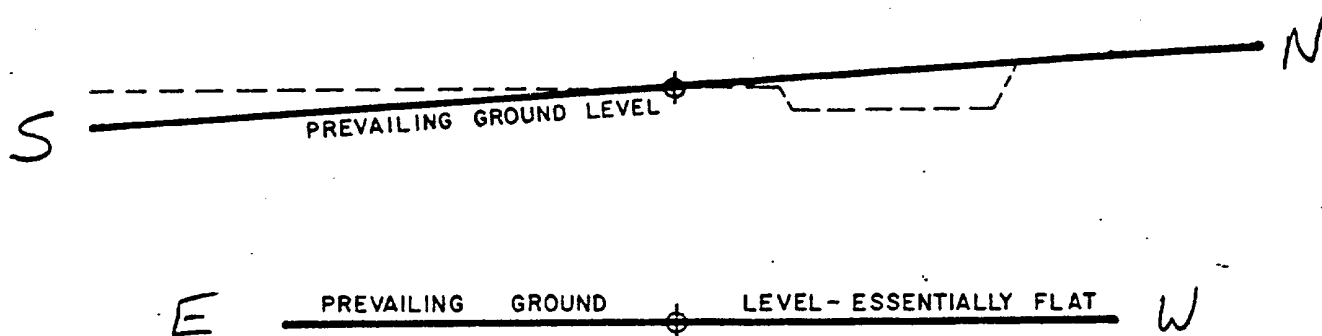 N
S
PREVAILING GROUND LEVEL
E PREVAILING GROUND LEVEL - ESSENTIALLY FLAT W